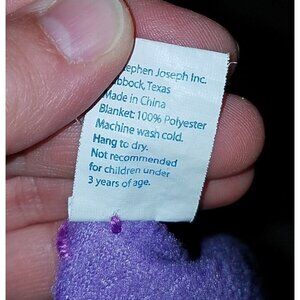 ephen Joseph Inc.
bbock, Texas
Made in China
Blanket: 100% Polyester
Machine wash cold.
Hang to dry.
Not recommended
for children under
3 years of age.